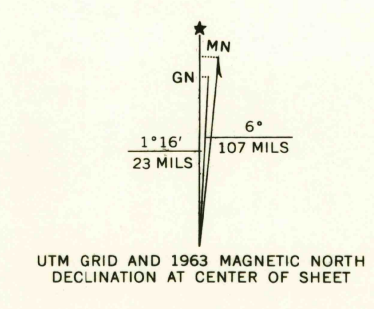 MN
GN
6°
1°16′
107 MILS
23 MILS
UTM GRID AND 1963 MAGNETIC NORTH
DECLINATION AT CENTER OF SHEET